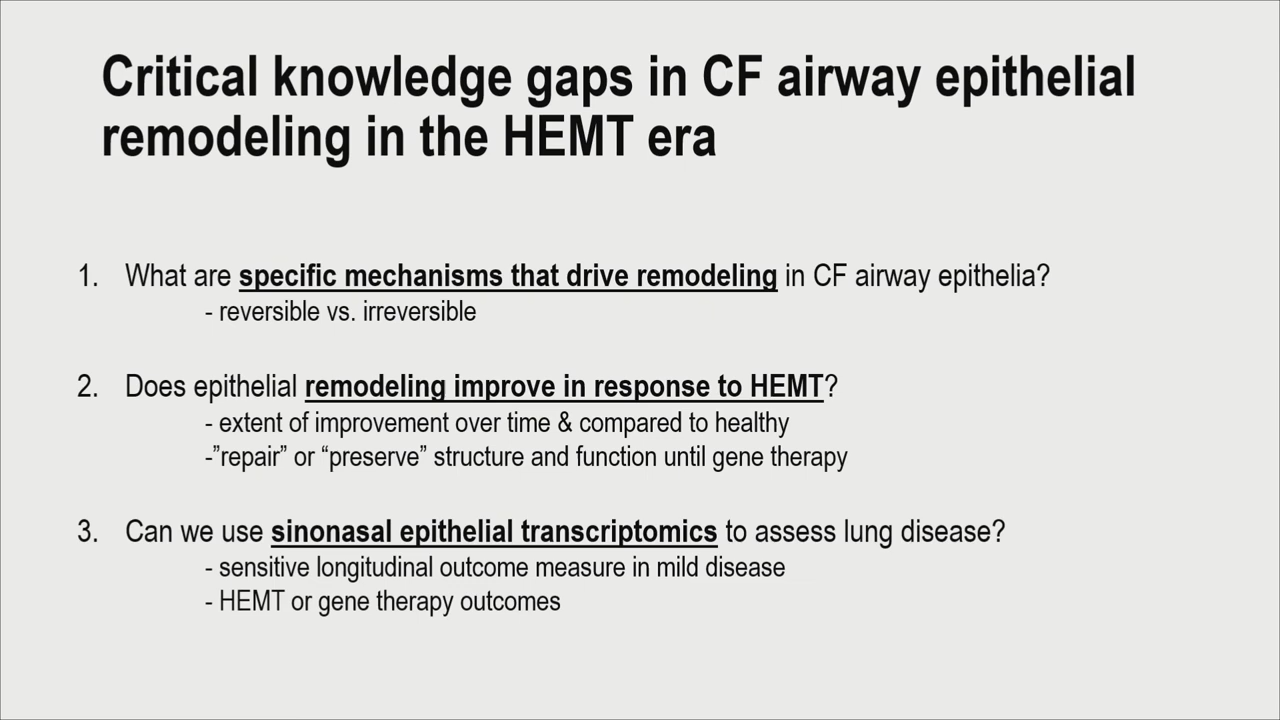 Critical knowledge gaps in CF airway epithelial
remodeling in the HEMT era
1. What are specific mechanisms that drive remodeling in CF airway epithelia?
- reversible vs. irreversible
2. Does epithelial remodeling improve in response to HEMT?
- extent of improvement over time & compared to healthy
-”repair” or “preserve” structure and function until gene therapy
3. Can we use sinonasal epithelial transcriptomics to assess lung disease?
- sensitive longitudinal outcome measure in mild disease
- HEMT or gene therapy outcomes